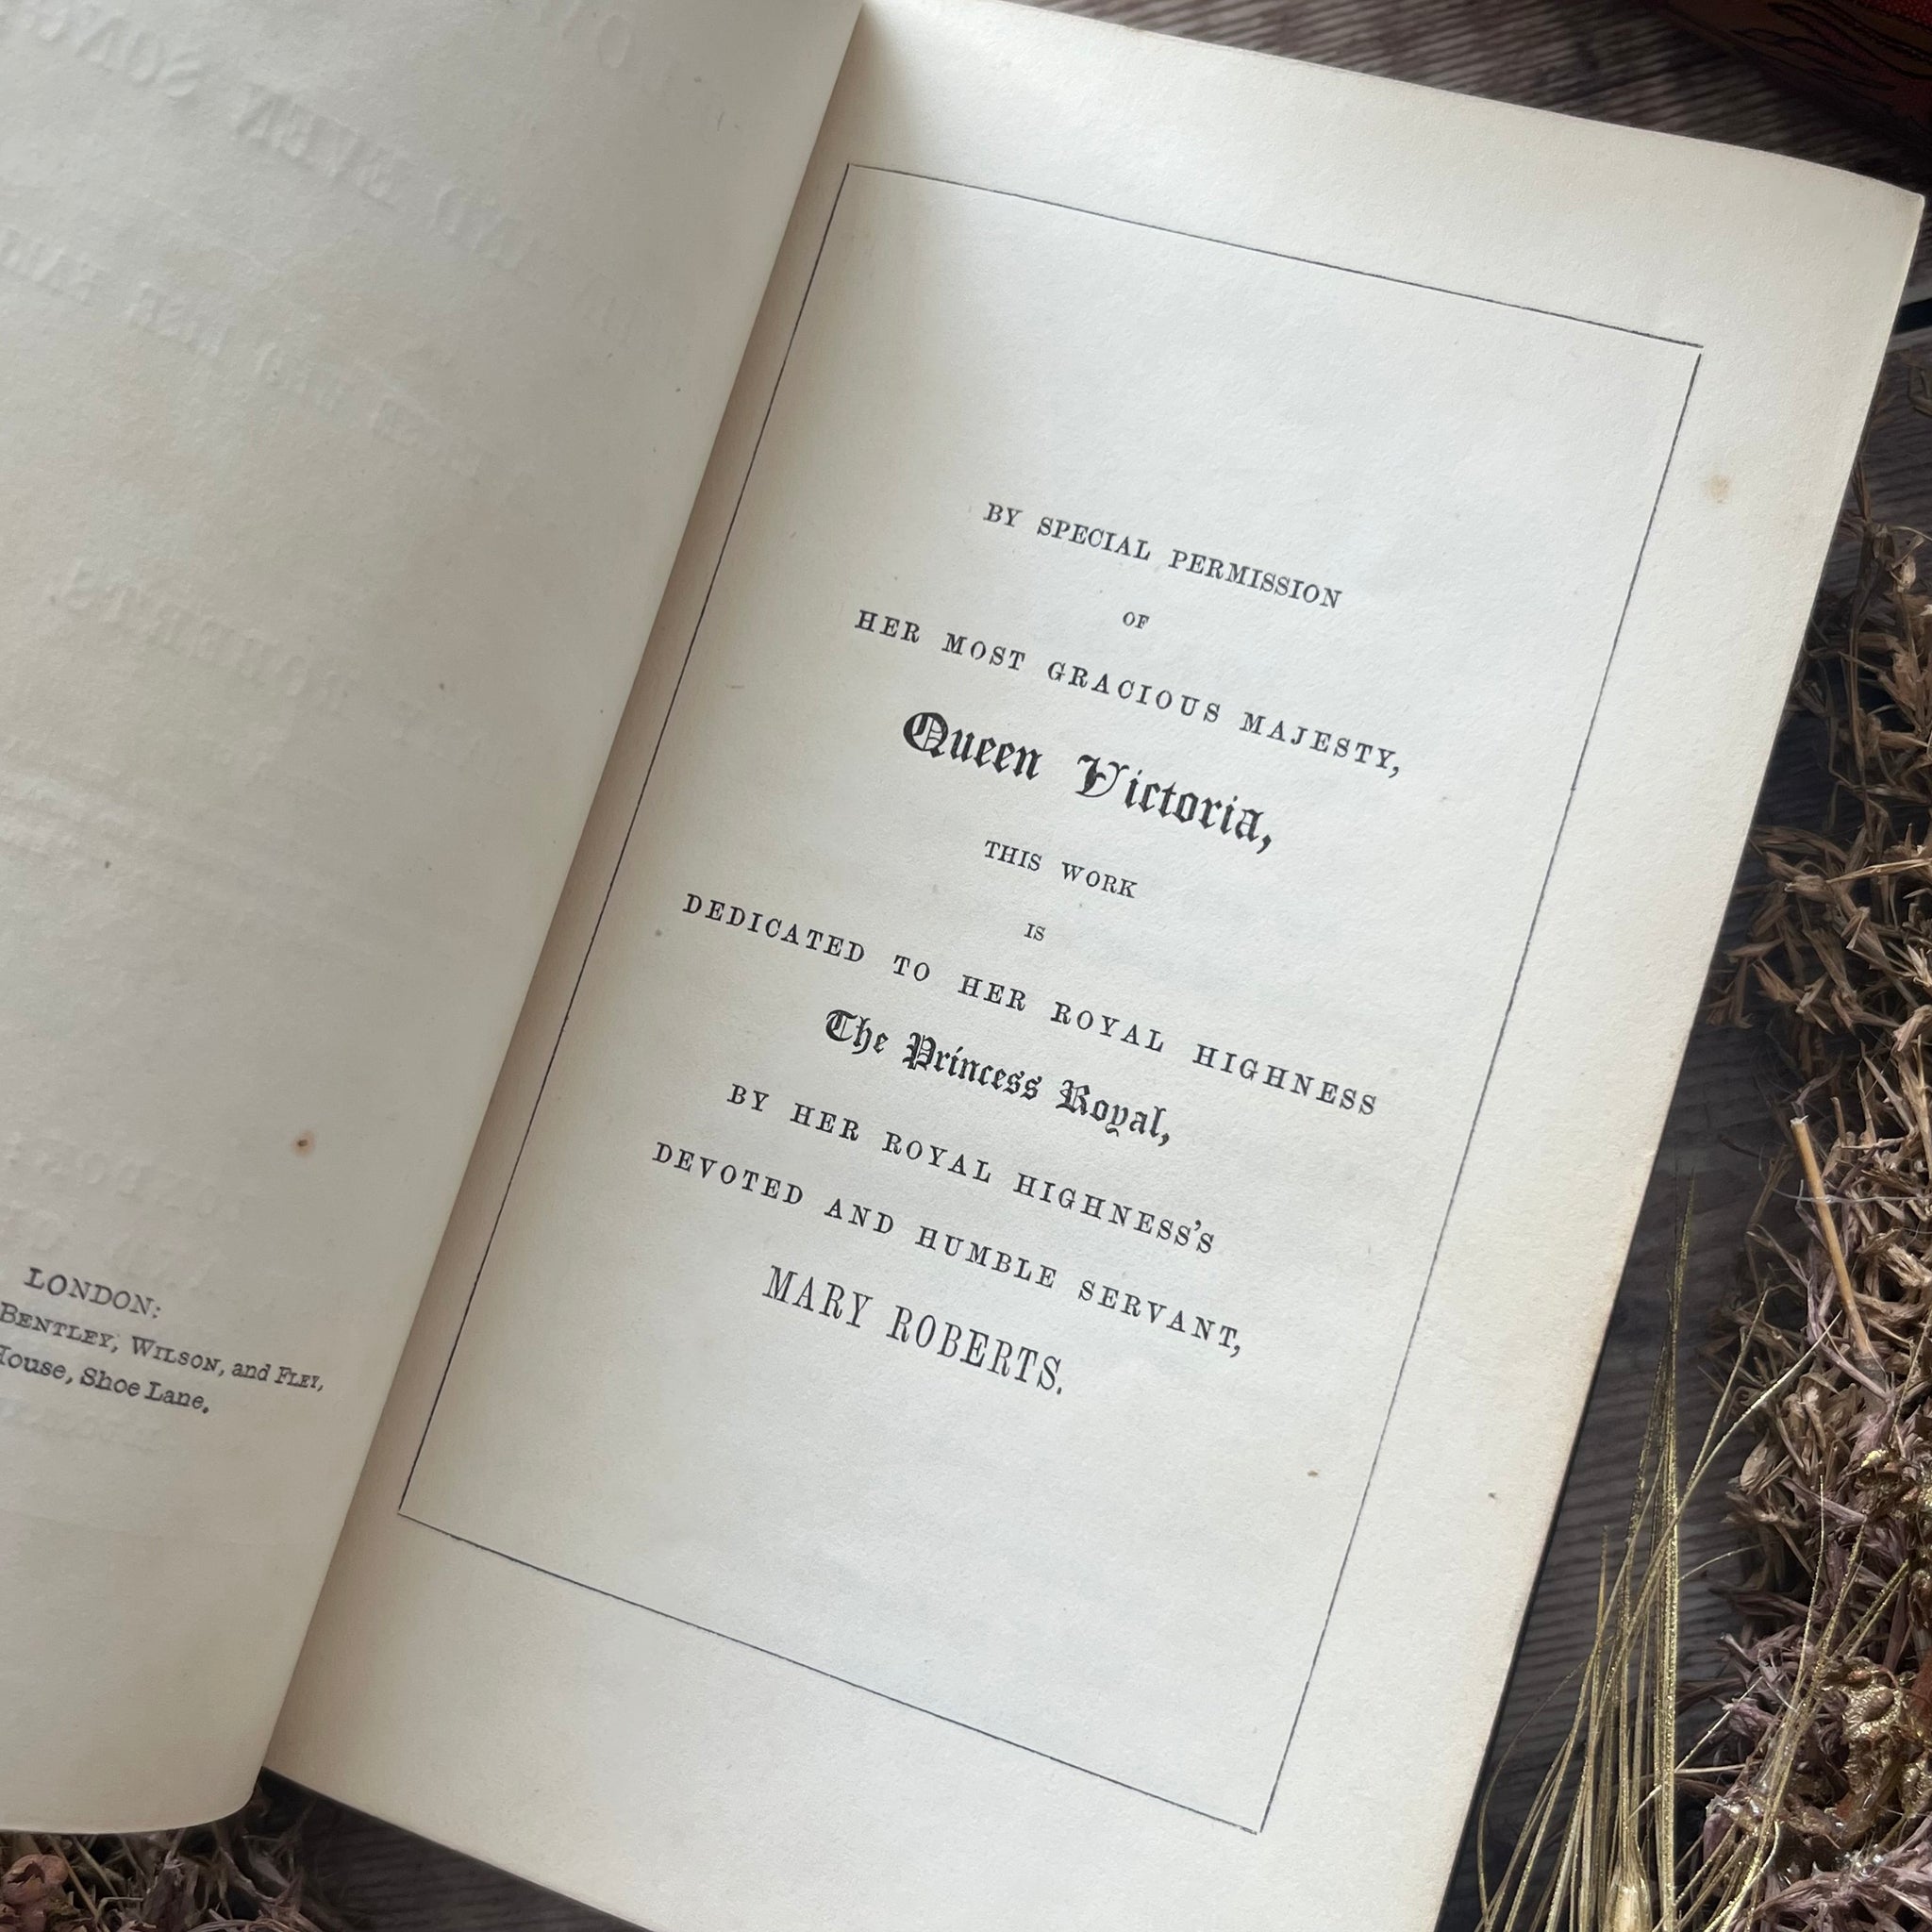 LONDON:
BENTLEY, WILSON, and FLEY,
House, Shoe Lane.
BY SPECIAL PERMISSION
OF
HER MOST GRACIOUS MAJESTY,
Queen Victoria,
THIS WORK
IS
DEDICATED TO HER ROYAL HIGHNESS
The Princess Royal,
BY HER ROYAL HIGHNESS'S
DEVOTED AND HUMBLE SERVANT,
MARY ROBERTS.